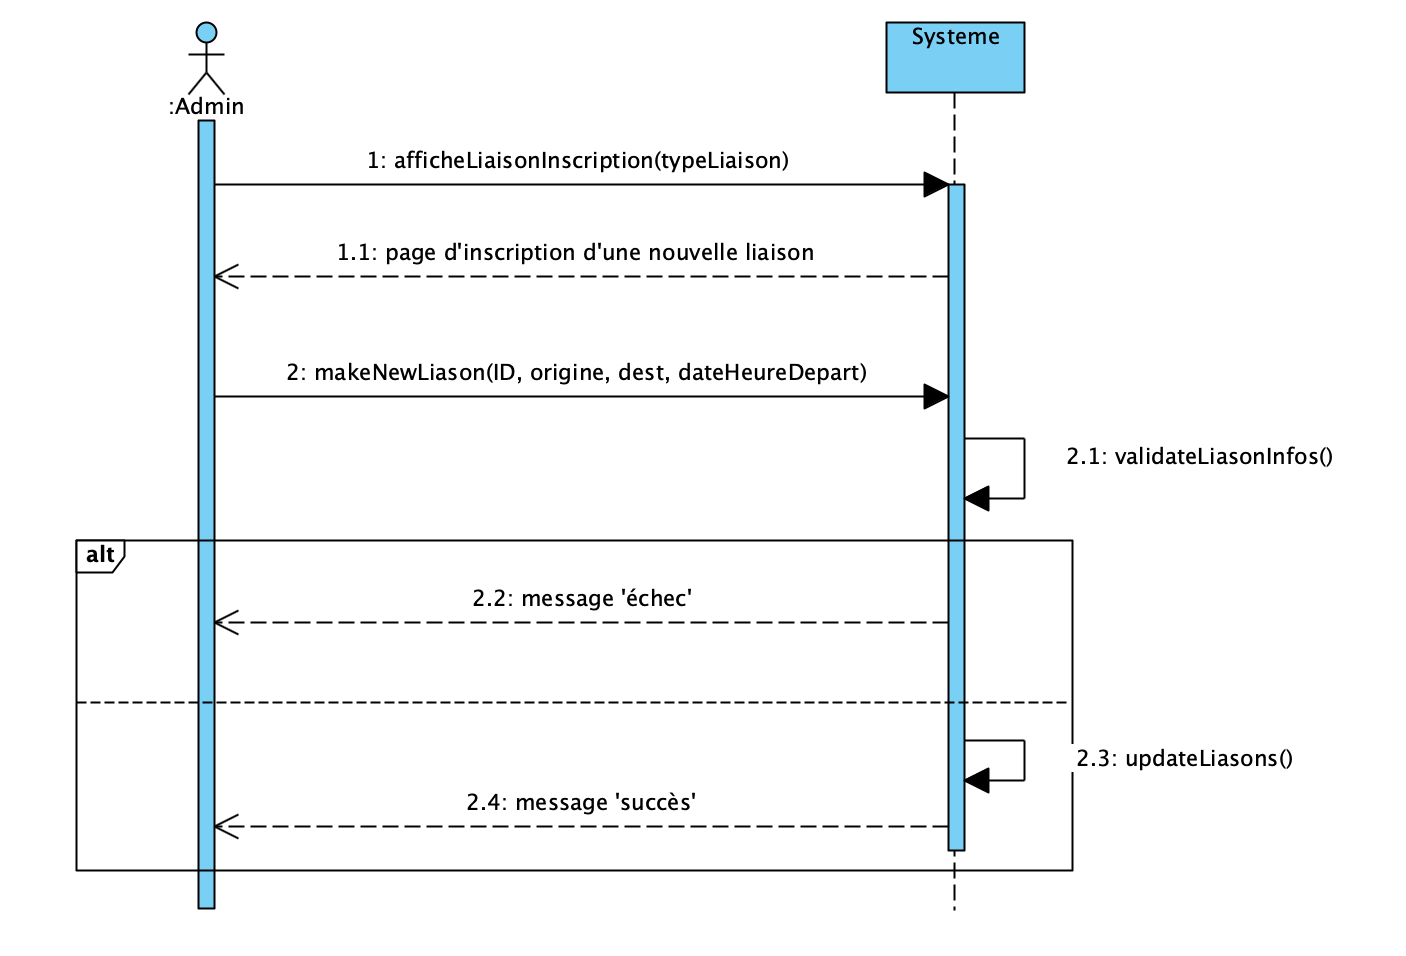 :Admin
Systeme
1: afficheLiaisonInscription(typeLiaison)
1.1: page d'inscription d'une nouvelle liaison
2: makeNewLiason(ID, origine, dest, dateHeureDepart)
2.1: validateLiasonInfos()
alt
2.2: message 'échec'
2.3: updateLiasons()
2.4: message 'succès'